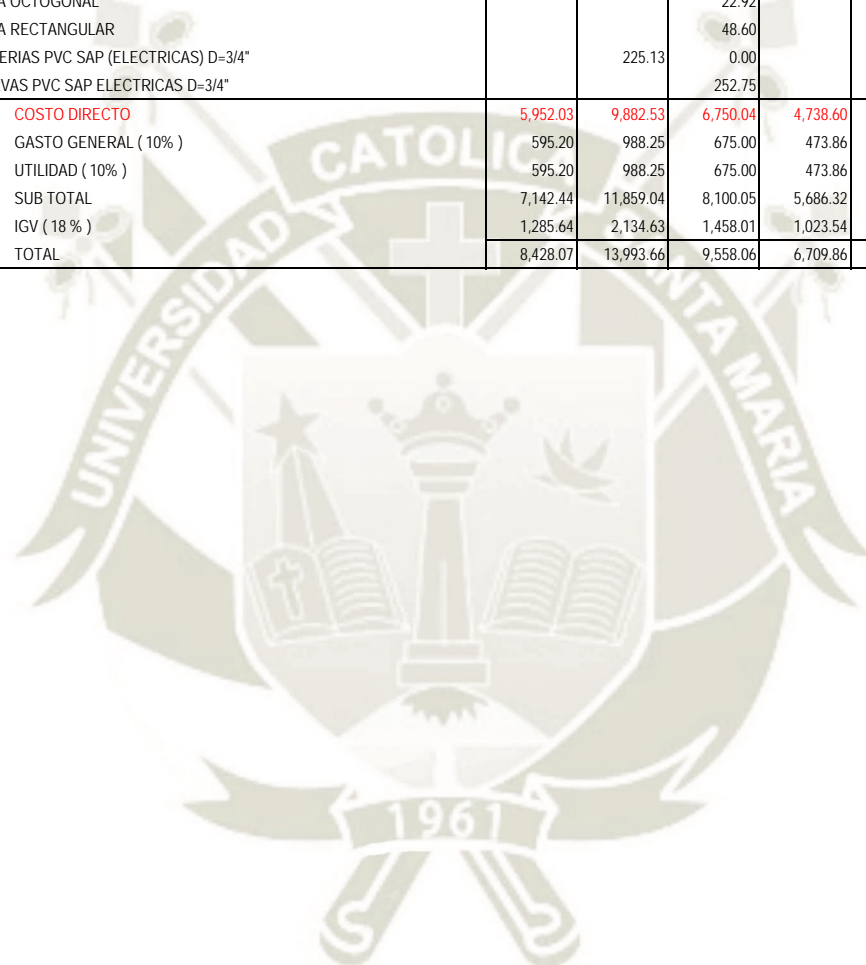 A OCTOGONAL 22.92
A RECTANGULAR 48.60
ERIAS PVC SAP (ELECTRICAS) D=3/4" 225.13 0.00
VAS PVC SAP ELECTRICAS D=3/4" 252.75
COSTO DIRECTO 5,952.03 9,882.53 6,750.04 4,738.60
GASTO GENERAL ( 10% ) 595.20 988.25 675.00 473.86
UTILIDAD ( 10% ) 595.20 988.25 675.00 473.86
SUB TOTAL 7,142.44 11,859.04 8,100.05 5,686.32
IGV ( 18 % ) 1,285.64 2,134.63 1,458.01 1,023.54
TOTAL 8,428.07 13,993.66 9,558.06 6,709.86
UNIVERSIDAD CATOLICA SANTA MARIA
1961